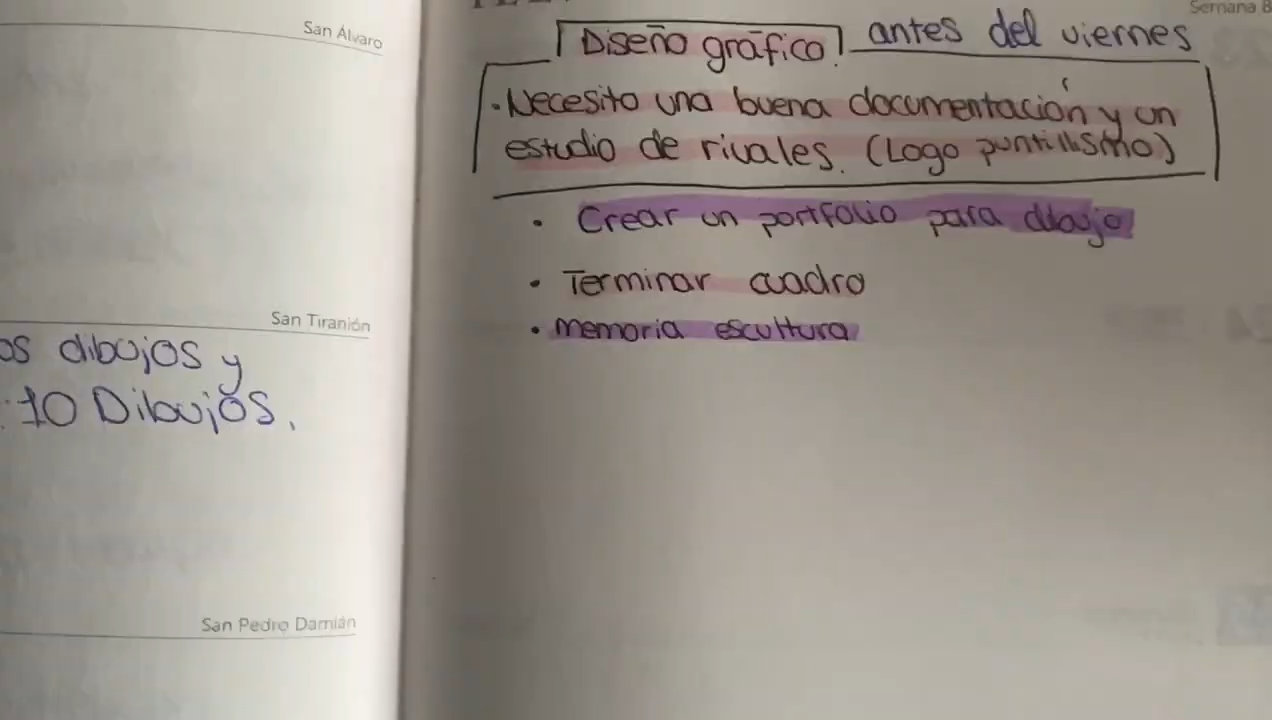 San Álvaro
San Tiranión
os dibujos y
10 Dibujos.
San Pedro Damián
Semana 8
Diseño gráfico. antes del viernes
• Necesito una buena documentación y un
estudio de rivales. (Logo puntillismo)
• Crear un portfolio para dibujo
• Terminar cuadro
• memoria escultura